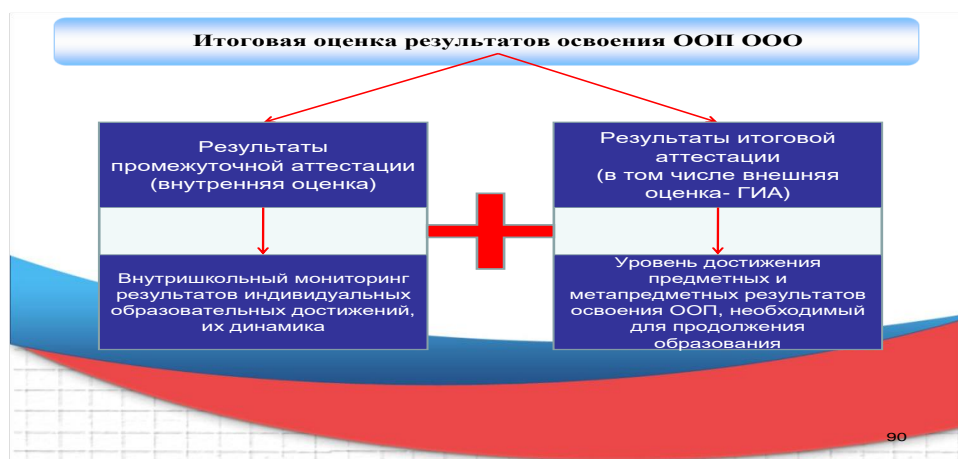 Итоговая оценка результатов освоения ООП ООО
Результаты
промежуточной аттестации
(внутренняя оценка)
Результаты итоговой
аттестации
(в том числе внешняя
оценка- ГИА)
Внутришкольный мониторинг
результатов индивидуальных
образовательных достижений,
их динамика
Уровень достижения
предметных и
метапредметных результатов
освоения ООП, необходимый
для продолжения
образования
90